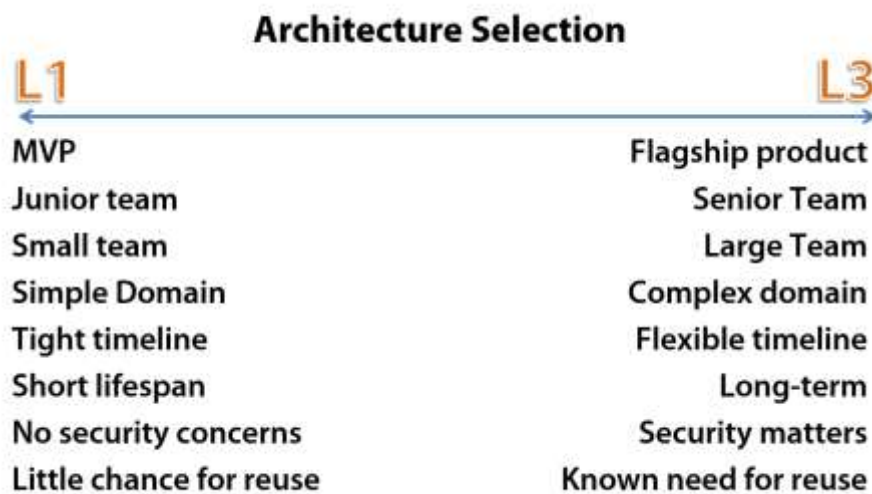 Architecture Selection
L1 L3
MVP Flagship product
Junior team Senior Team
Small team Large Team
Simple Domain Complex domain
Tight timeline Flexible timeline
Short lifespan Long-term
No security concerns Security matters
Little chance for reuse Known need for reuse